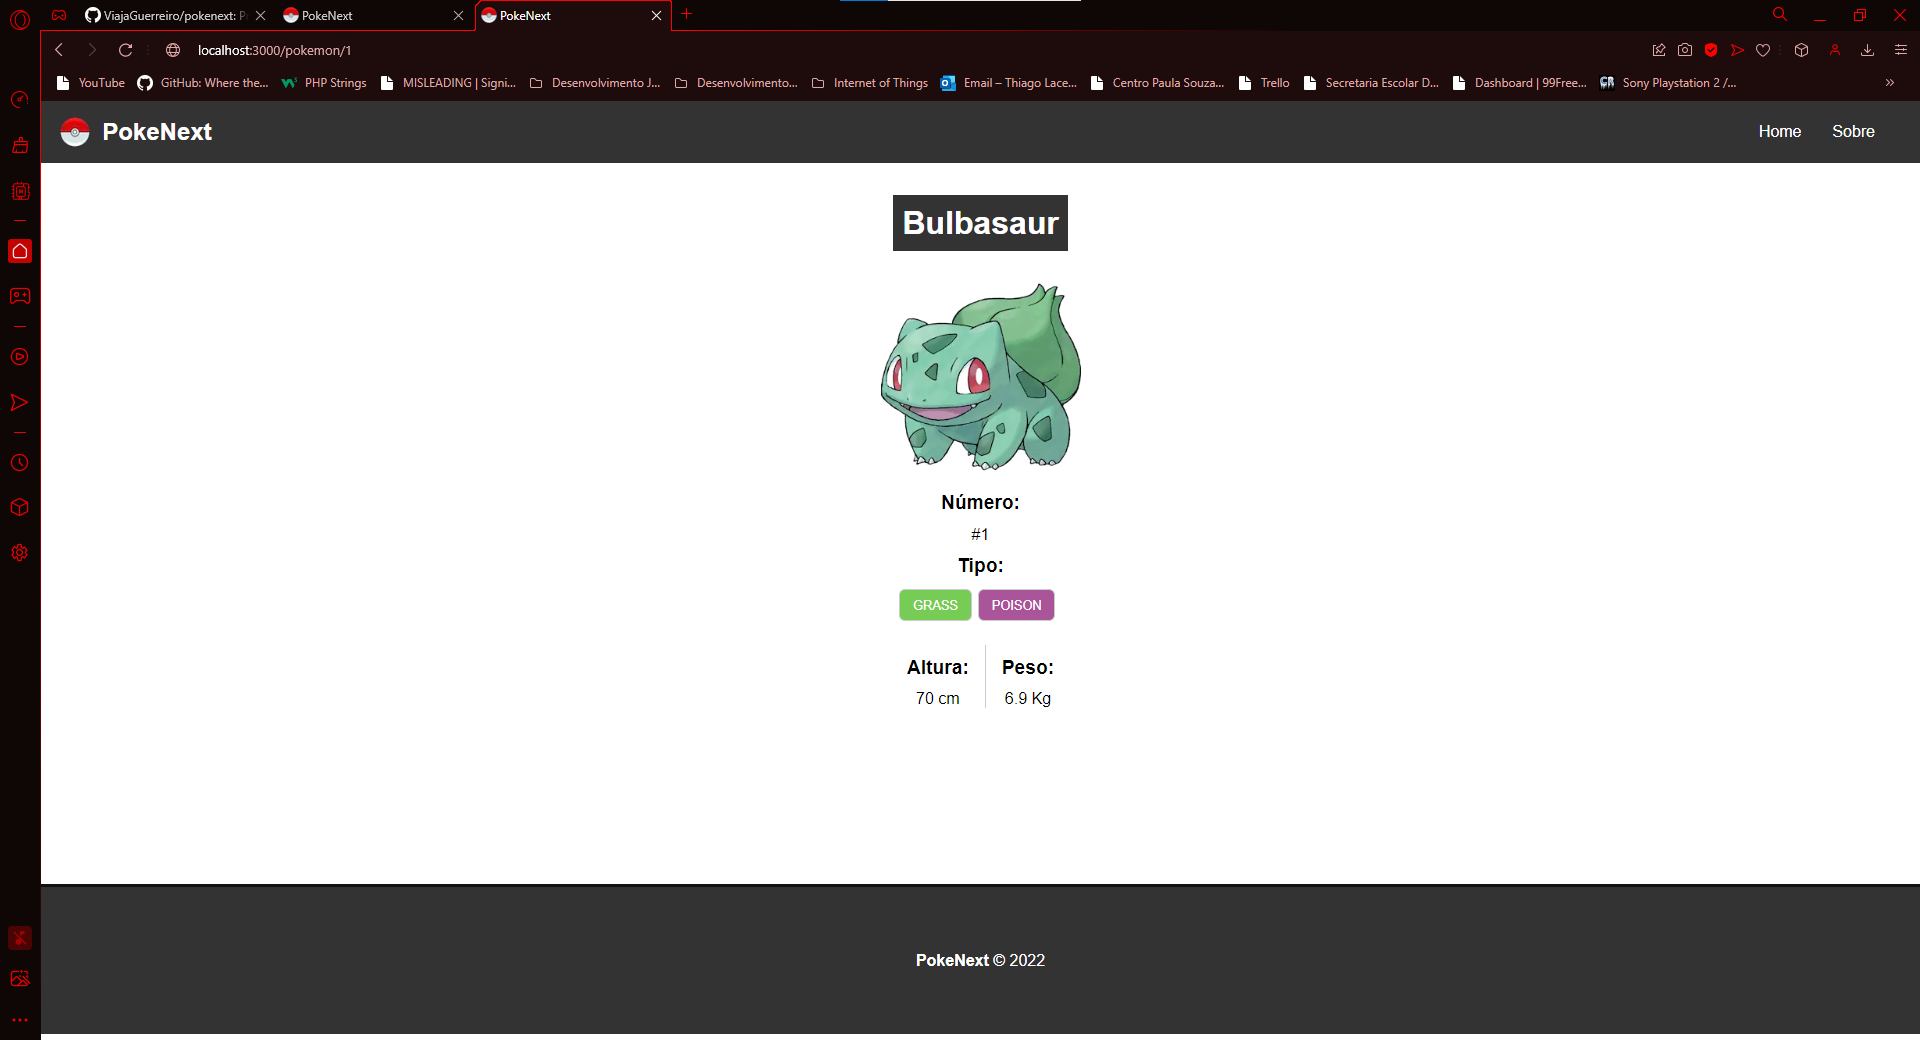 ViajaGuerreiro/pokenext: P
PokeNext
PokeNext
localhost:3000/pokemon/1
YouTube
GitHub: Where the...
PHP Strings
MISLEADING | Signi...
Desenvolvimento J...
Desenvolvimento...
Internet of Things
Email – Thiago Lace...
Centro Paula Souza...
Trello
Secretaria Escolar D...
Dashboard | 99Free...
Sony Playstation 2 /...
PokeNext
Home
Sobre
Bulbasaur
Número:
#1
Tipo:
GRASS
POISON
Altura:
Peso:
70 cm
6.9 Kg
PokeNext © 2022